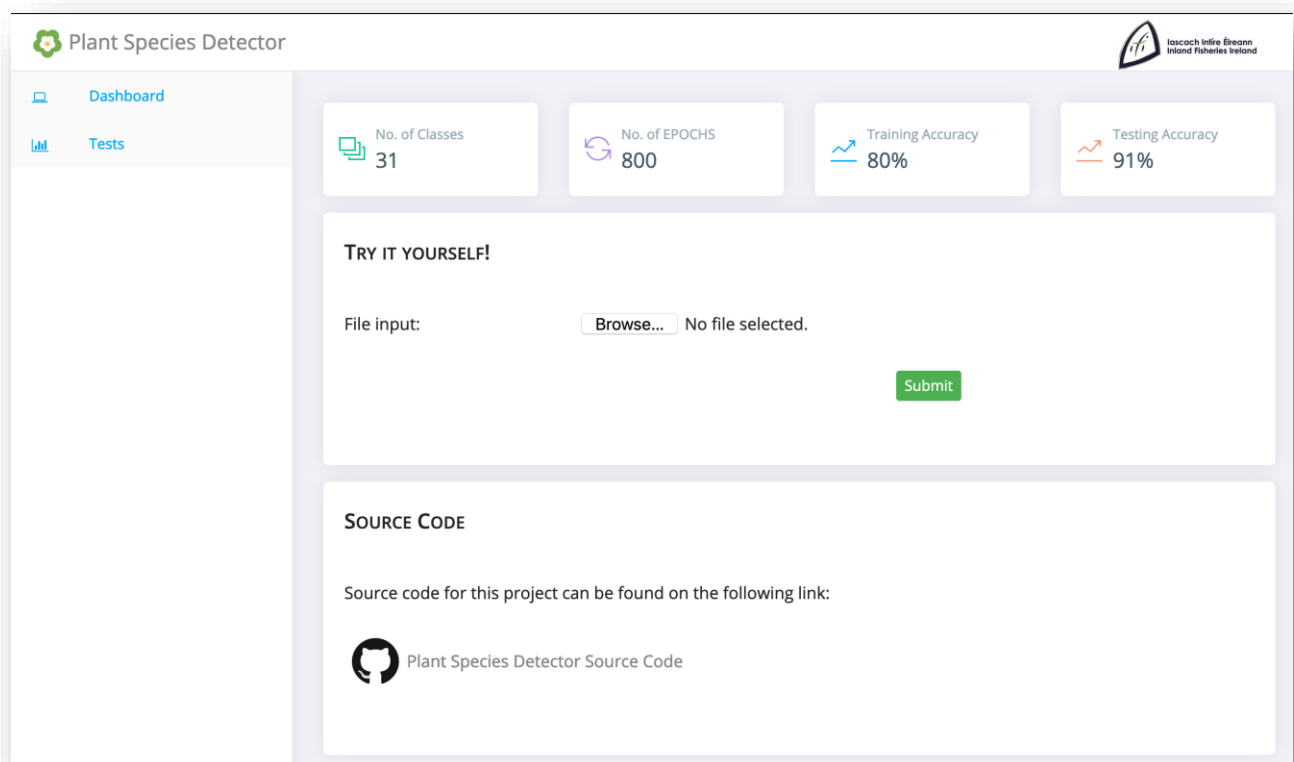 Plant Species Detector
ifi
Iascach Intíre Éireann
Inland Fisheries Ireland
Dashboard
Tests
No. of Classes
31
No. of EPOCHS
800
Training Accuracy
80%
Testing Accuracy
91%
TRY IT YOURSELF!
File input: Browse... No file selected.
Submit
SOURCE CODE
Source code for this project can be found on the following link:
Plant Species Detector Source Code